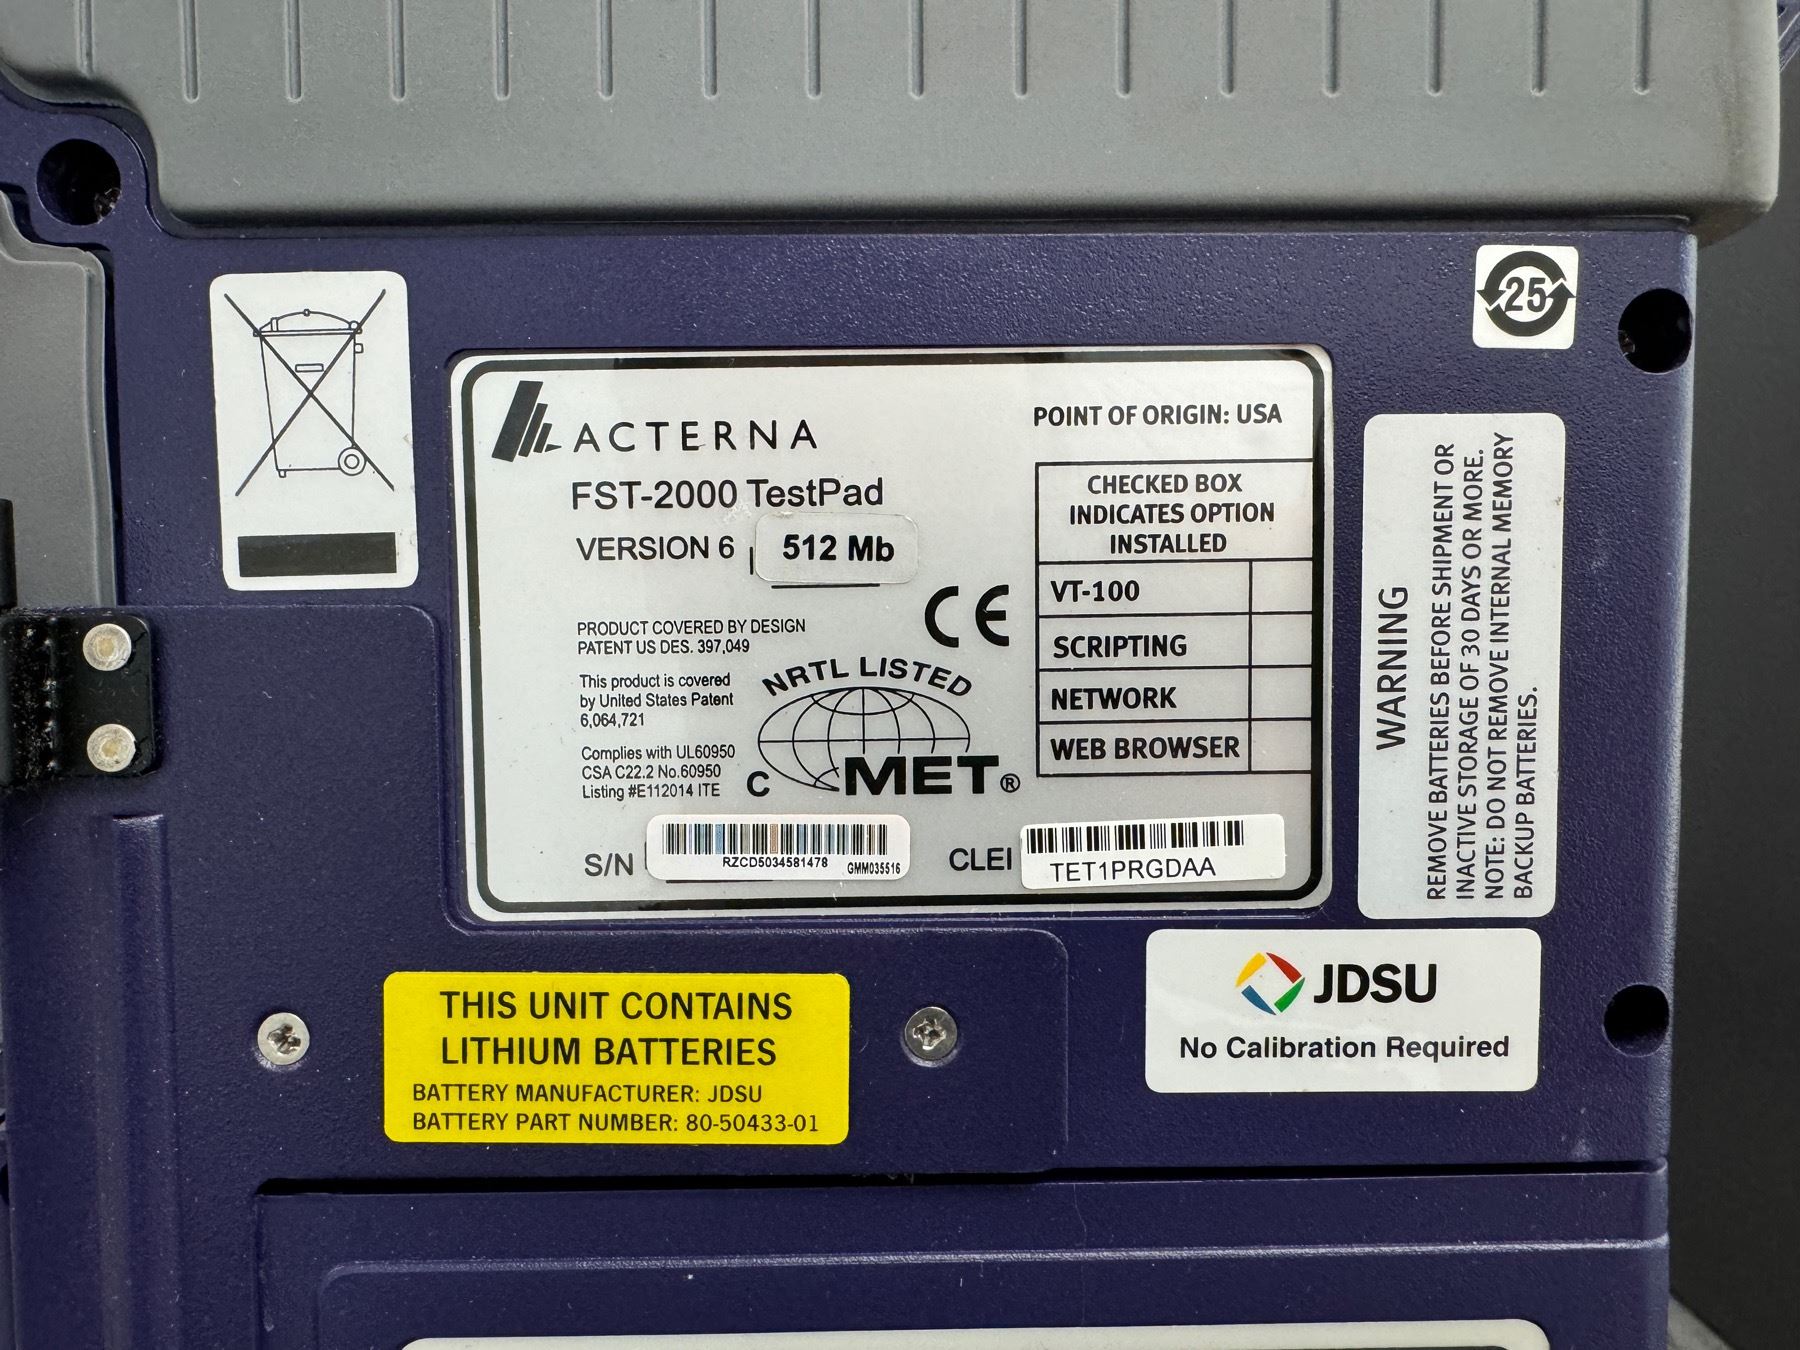 25
ACTERNA
FST-2000 TestPad
VERSION 6
512 Mb
PRODUCT COVERED BY DESIGN
PATENT US DES. 397,049
This product is covered
by United States Patent
6,064,721
Complies with UL60950
CSA C22.2 No.60950
Listing #E112014 ITE
CE
NRTL LISTED
C MET®
POINT OF ORIGIN: USA
CHECKED BOX
INDICATES OPTION
INSTALLED
VT-100
SCRIPTING
NETWORK
WEB BROWSER
S/N
RZCD5034581478
GMM035516
CLEI
TET1PRGDAA
WARNING
REMOVE BATTERIES BEFORE SHIPMENT OR
INACTIVE STORAGE OF 30 DAYS OR MORE.
NOTE: DO NOT REMOVE INTERNAL MEMORY
BACKUP BATTERIES.
THIS UNIT CONTAINS
LITHIUM BATTERIES
BATTERY MANUFACTURER: JDSU
BATTERY PART NUMBER: 80-50433-01
JDSU
No Calibration Required